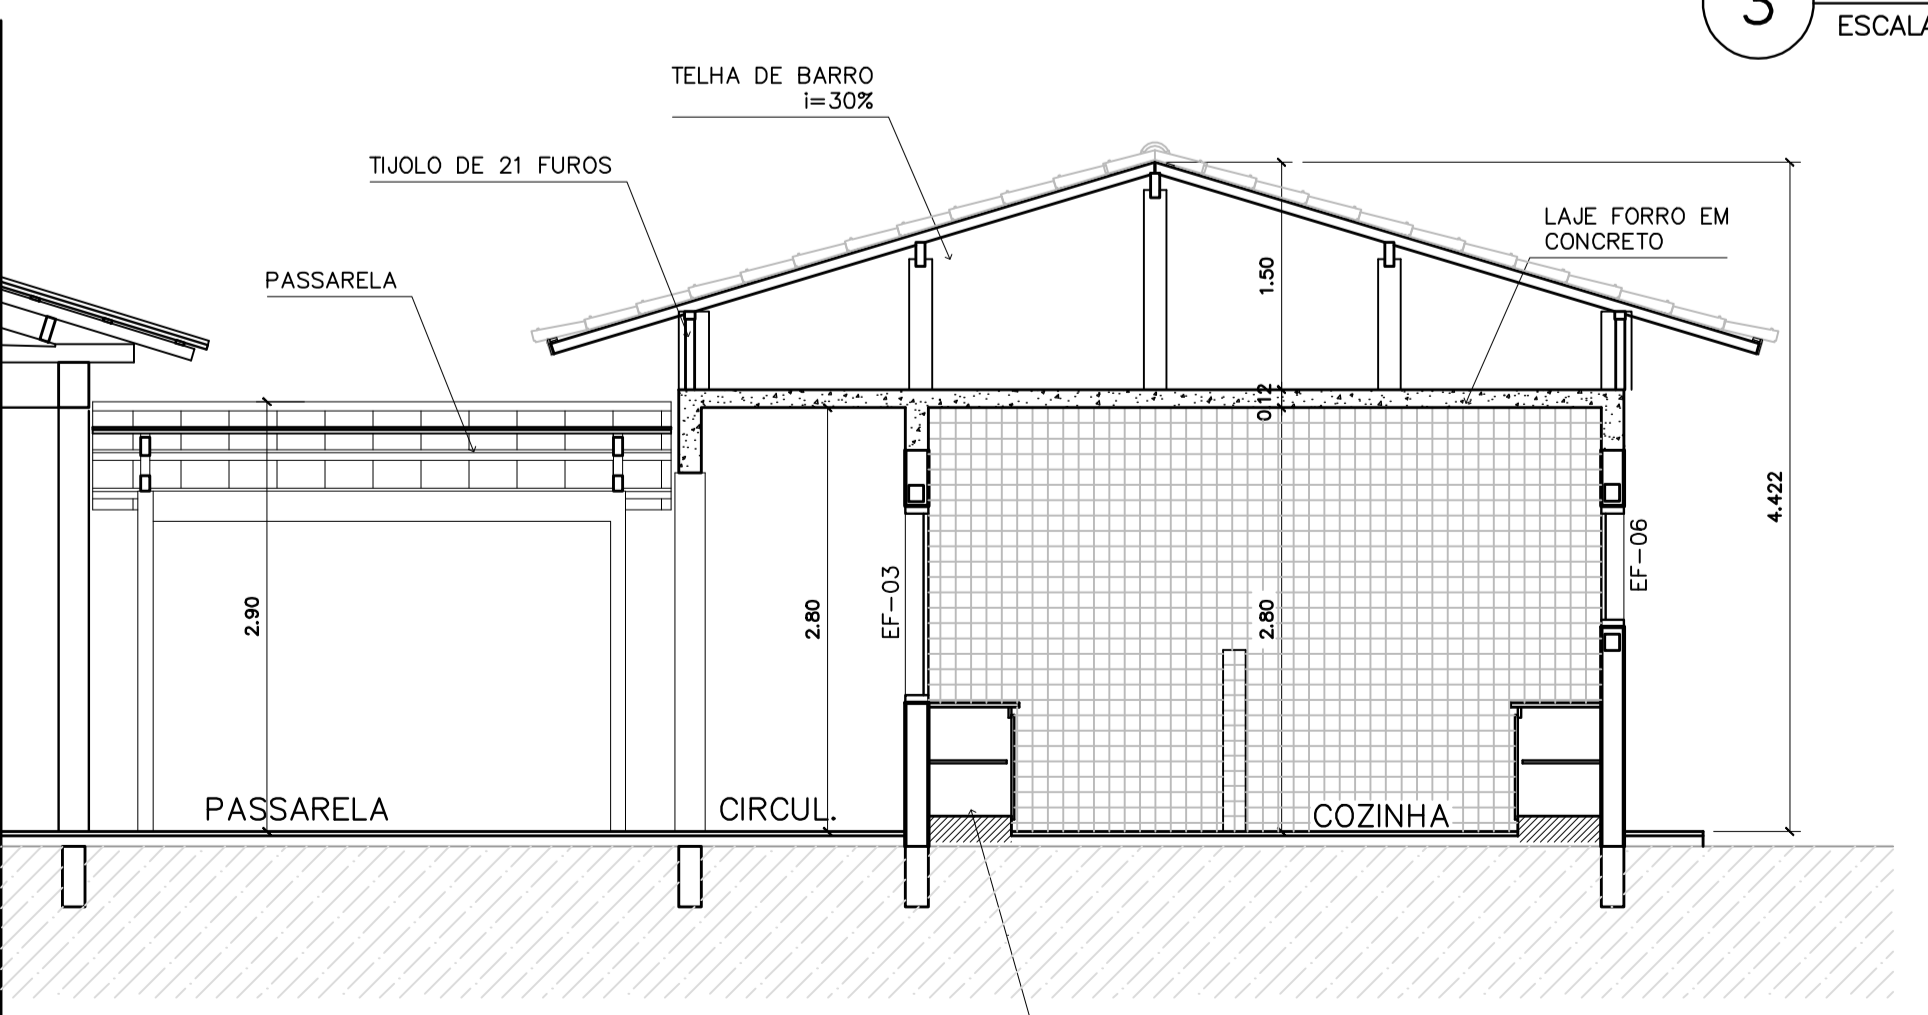 3
ESCALA
TELHA DE BARRO
i=30%
TIJOLO DE 21 FUROS
PASSARELA
LAJE FORRO EM
CONCRETO
1.50
0.12
4.422
EF-06
EF-03
2.90
2.80
2.80
PASSARELA
CIRCUL.
COZINHA